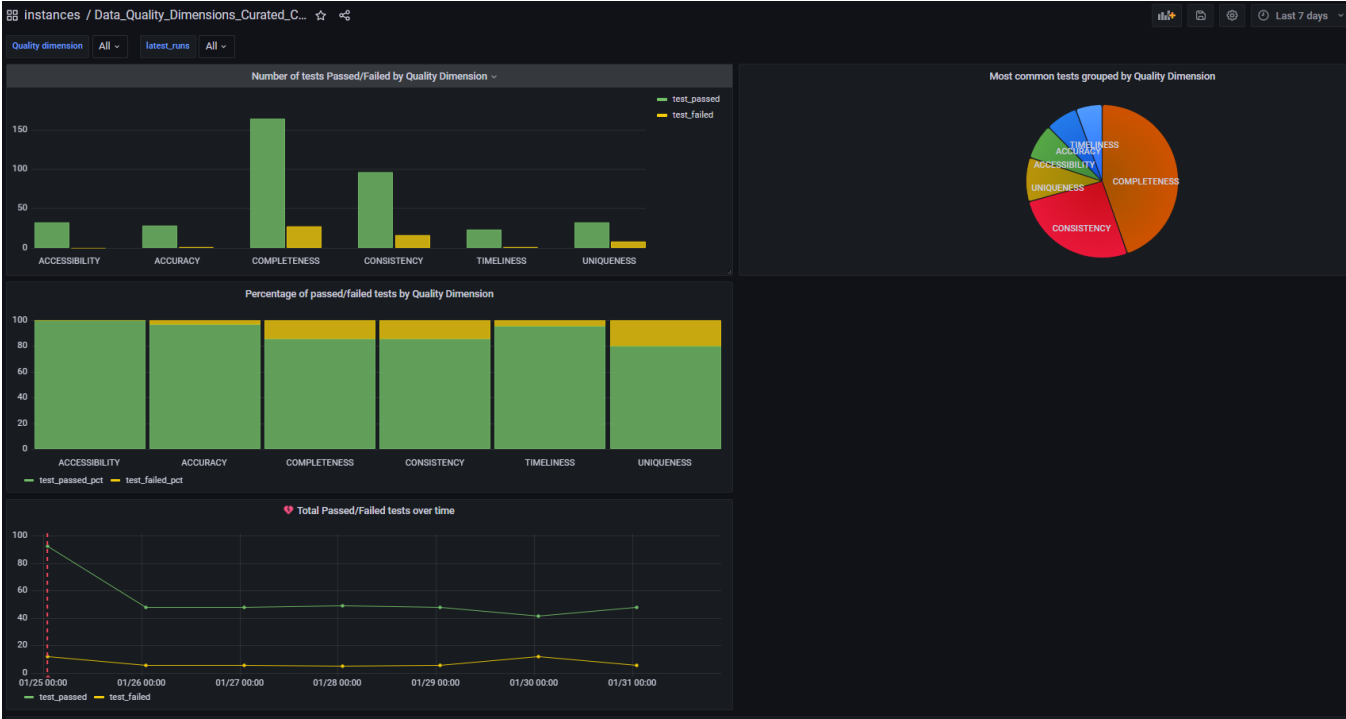 instances / Data_Quality_Dimensions_Curated_C...
Last 7 days
Quality dimension All latest_runs All
Number of tests Passed/Failed by Quality Dimension
test_passed
test_failed
150
100
50
0
ACCESSIBILITY ACCURACY COMPLETENESS CONSISTENCY TIMELINESS UNIQUENESS
Most common tests grouped by Quality Dimension
TIMELINESS
ACCURACY
ACCESSIBILITY
UNIQUENESS
COMPLETENESS
CONSISTENCY
Percentage of passed/failed tests by Quality Dimension
100
80
60
40
20
0
ACCESSIBILITY ACCURACY COMPLETENESS CONSISTENCY TIMELINESS UNIQUENESS
test_passed_pct test_failed_pct
Total Passed/Failed tests over time
100
80
60
40
20
0
01/25 00:00 01/26 00:00 01/27 00:00 01/28 00:00 01/29 00:00 01/30 00:00 01/31 00:00
test_passed test_failed